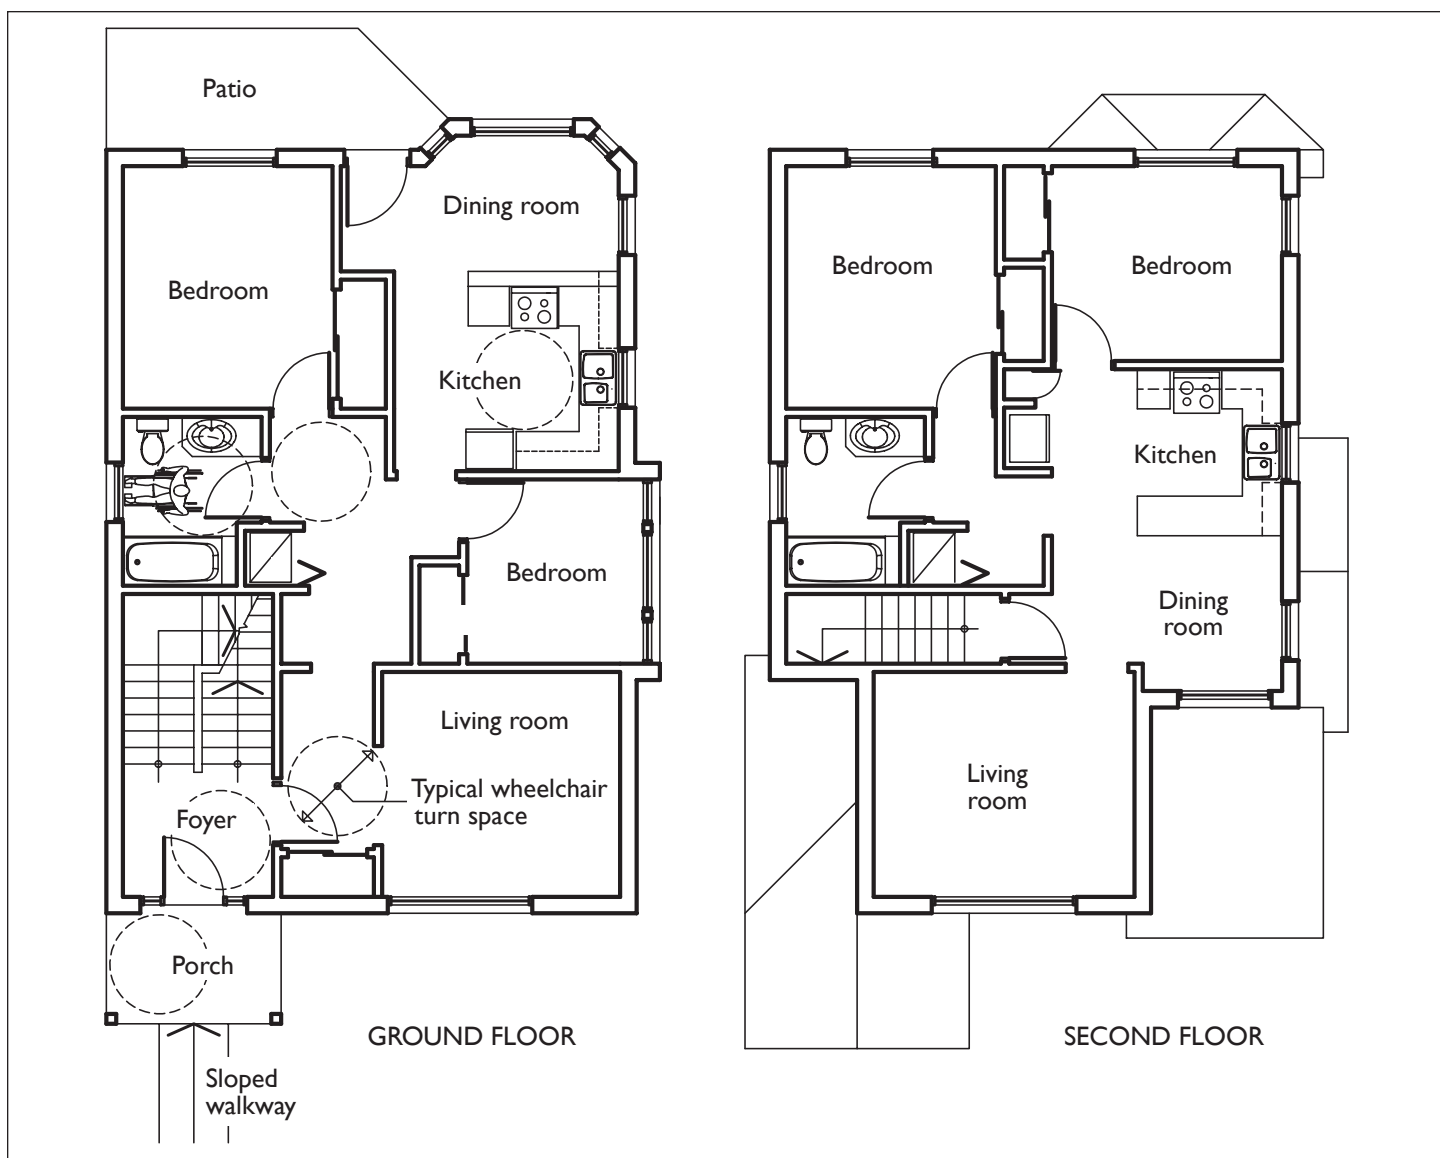 Patio
Dining room
Bedroom
Kitchen
Bedroom
Living room
Typical wheelchair
turn space
Foyer
Porch
GROUND FLOOR
Sloped
walkway
Bedroom
Bedroom
Kitchen
Dining
room
Living
room
SECOND FLOOR